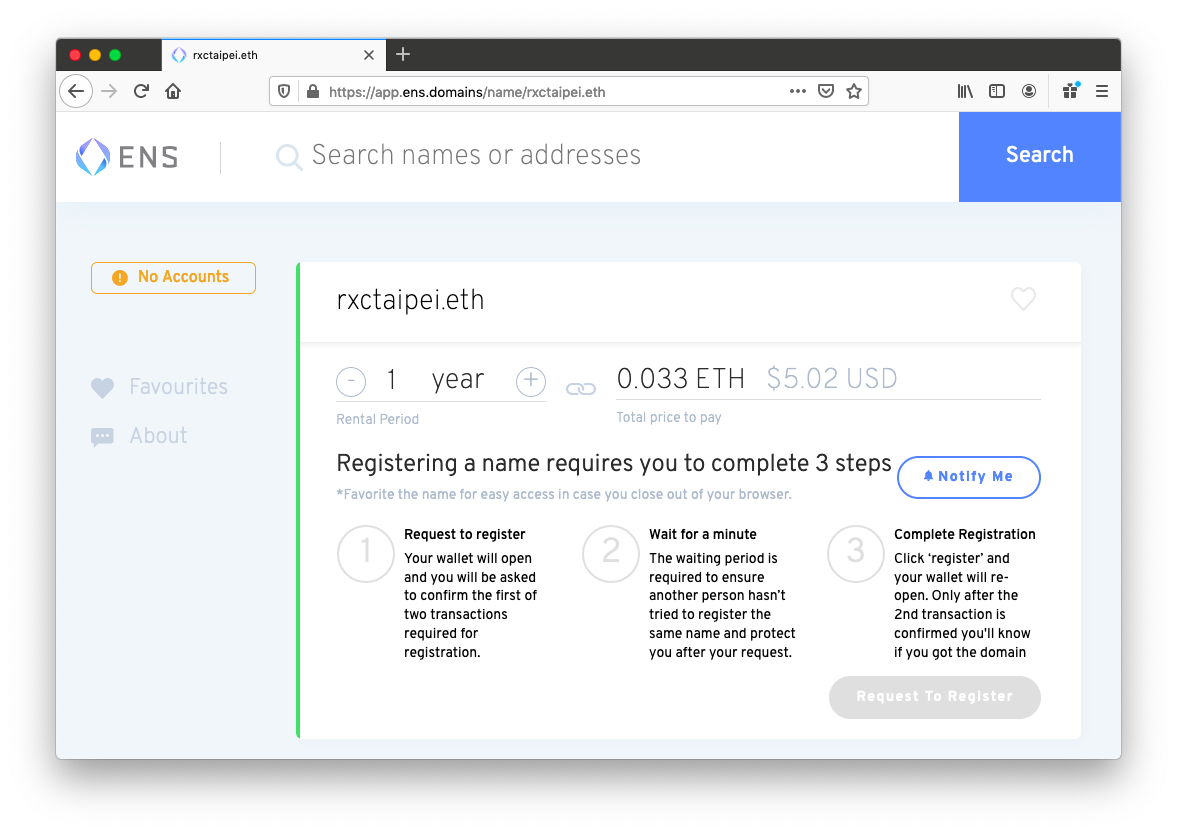 rxctaipei.eth
https://app.ens.domains/name/rxctaipei.eth
ENS
Search names or addresses
Search
No Accounts
Favourites
About
rxctaipei.eth
- 1 year +
Rental Period
0.033 ETH $5.02 USD
Total price to pay
Registering a name requires you to complete 3 steps
*Favorite the name for easy access in case you close out of your browser.
Notify Me
1
Request to register
Your wallet will open
and you will be asked
to confirm the first of
two transactions
required for
registration.
2
Wait for a minute
The waiting period is
required to ensure
another person hasn’t
tried to register the
same name and protect
you after your request.
3
Complete Registration
Click ‘register’ and
your wallet will re-
open. Only after the
2nd transaction is
confirmed you'll know
if you got the domain
Request To Register